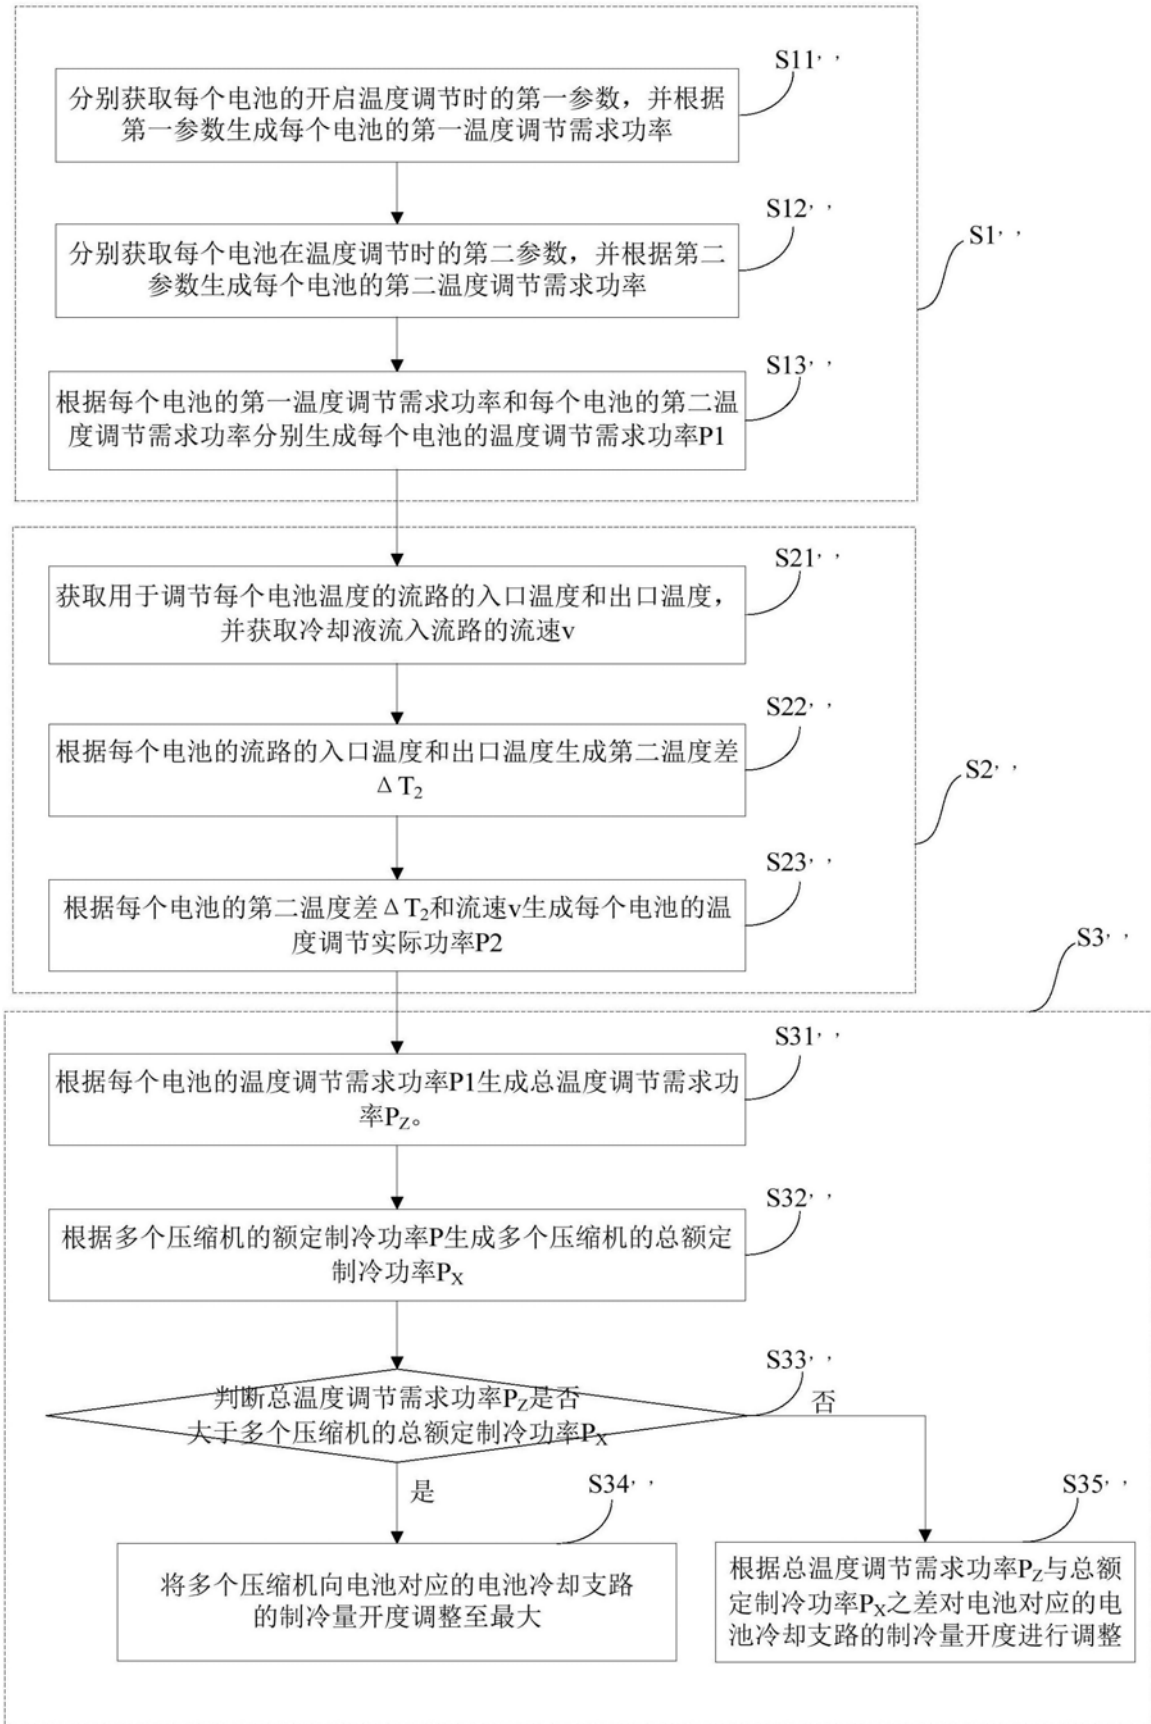 S11, ,
分别获取每个电池的开启温度调节时的第一参数，并根据
第一参数生成每个电池的第一温度调节需求功率
S12, ,
分别获取每个电池在温度调节时的第二参数，并根据第二
参数生成每个电池的第二温度调节需求功率
S1, ,
S13, ,
根据每个电池的第一温度调节需求功率和每个电池的第二温
度调节需求功率分别生成每个电池的温度调节需求功率P1
S21, ,
获取用于调节每个电池温度的流路的入口温度和出口温度，
并获取冷却液流入流路的流速v
S22, ,
根据每个电池的流路的入口温度和出口温度生成第二温度差
ΔT₂
S2, ,
S23, ,
根据每个电池的第二温度差ΔT₂和流速v生成每个电池的温
度调节实际功率P2
S3, ,
S31, ,
根据每个电池的温度调节需求功率P1生成总温度调节需求功
率PZ。
S32, ,
根据多个压缩机的额定制冷功率P生成多个压缩机的总额定
制冷功率PX
S33, ,
判断总温度调节需求功率PZ是否
大于多个压缩机的总额定制冷功率PX
否
是
S34, ,
将多个压缩机向电池对应的电池冷却支路
的制冷量开度调整至最大
S35, ,
根据总温度调节需求功率PZ与总额
定制冷功率PX之差对电池对应的电
池冷却支路的制冷量开度进行调整